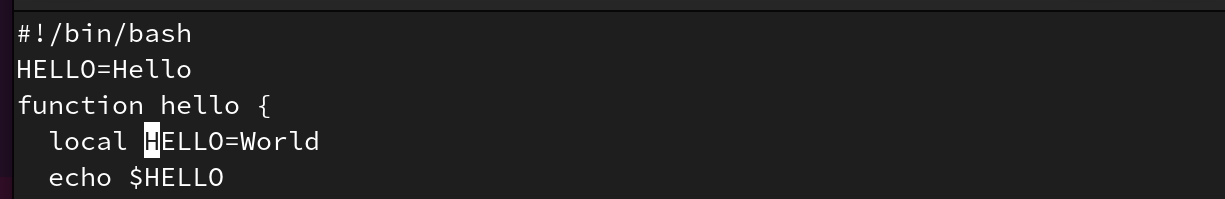 #!/bin/bash
HELLO=Hello
function hello {
  local HELLO=World
  echo $HELLO